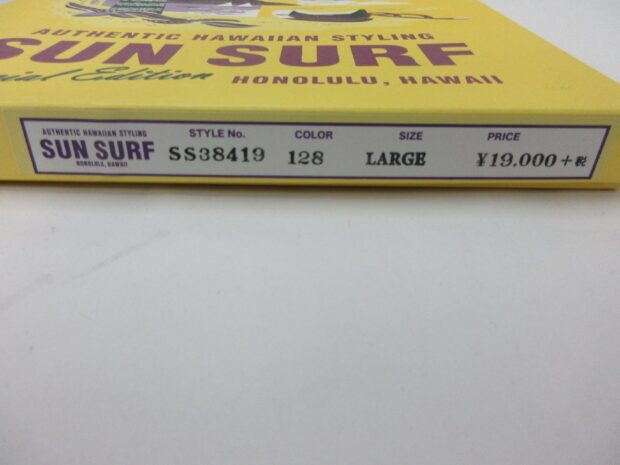 AUTHENTIC HAWAIIAN STYLING
SUN SURF
cial Edition
HONOLULU, HAWAII
AUTHENTIC HAWAIIAN STYLING
SUN SURF
HONOLULU, HAWAII
STYLE No. COLOR SIZE PRICE
SS38419 128 LARGE ¥19.000+税